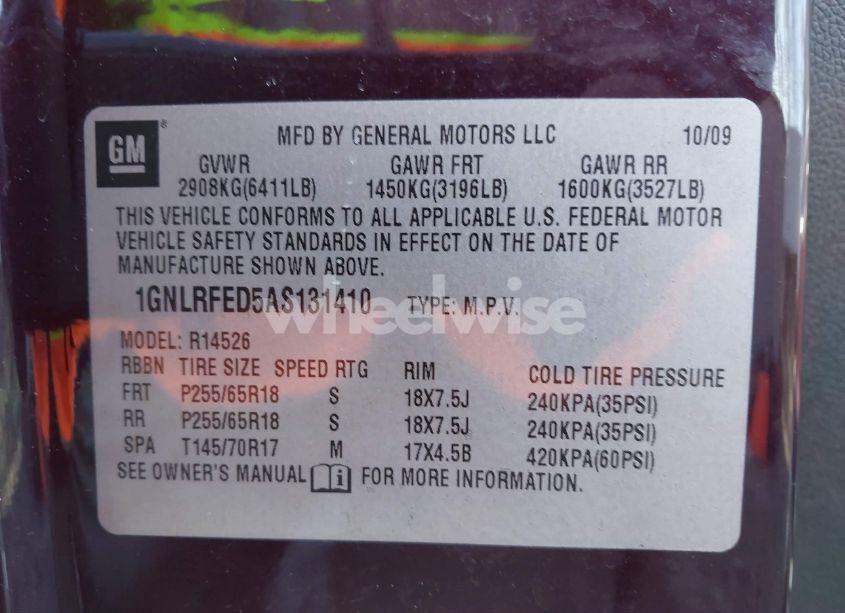 GM
MFD BY GENERAL MOTORS LLC 10/09
GVWR GAWR FRT GAWR RR
2908KG(6411LB) 1450KG(3196LB) 1600KG(3527LB)
THIS VEHICLE CONFORMS TO ALL APPLICABLE U.S. FEDERAL MOTOR
VEHICLE SAFETY STANDARDS IN EFFECT ON THE DATE OF
MANUFACTURE SHOWN ABOVE.
1GNLRFED5AS131410 TYPE: M.P.V.
wheelwise
MODEL: R14526
RBBN TIRE SIZE SPEED RTG RIM COLD TIRE PRESSURE
FRT P255/65R18 S 18X7.5J 240KPA(35PSI)
RR P255/65R18 S 18X7.5J 240KPA(35PSI)
SPA T145/70R17 M 17X4.5B 420KPA(60PSI)
SEE OWNER'S MANUAL i FOR MORE INFORMATION.